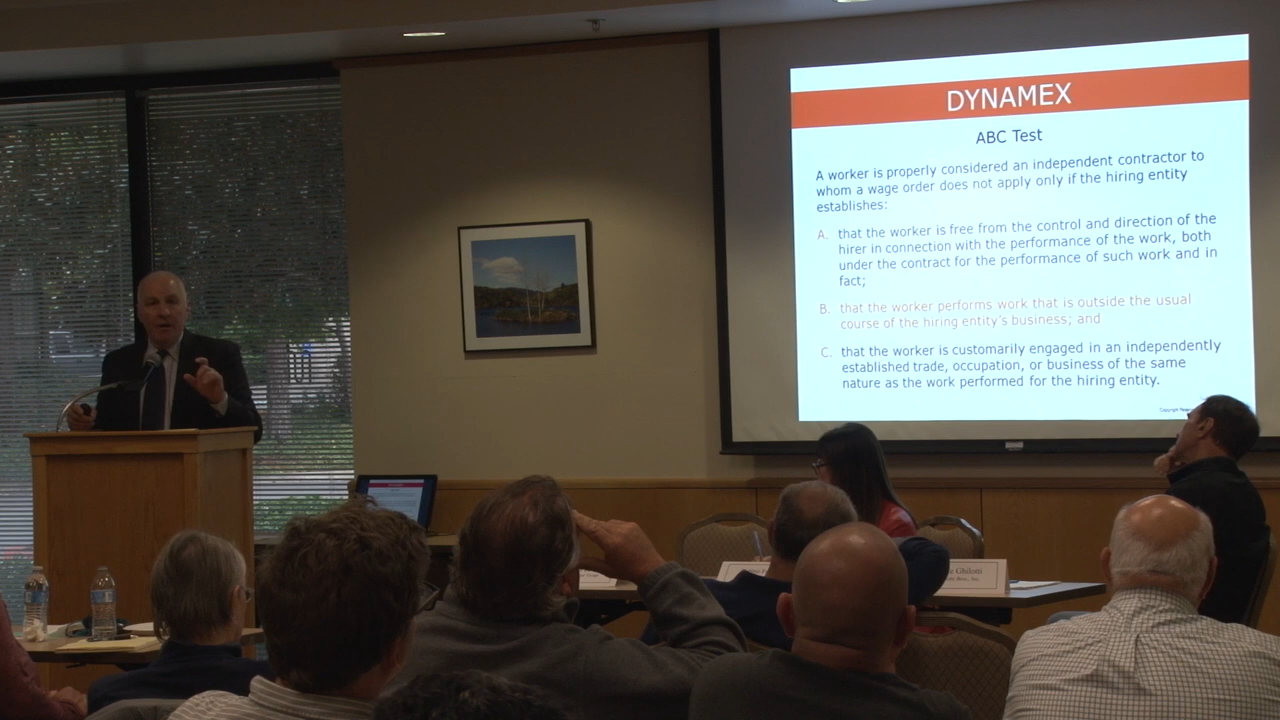 DYNAMEX
ABC Test
A worker is properly considered an independent contractor to
whom a wage order does not apply only if the hiring entity
establishes:
A. that the worker is free from the control and direction of the
hirer in connection with the performance of the work, both
under the contract for the performance of such work and in
fact;
B. that the worker performs work that is outside the usual
course of the hiring entity's business; and
C. that the worker is customarily engaged in an independently
established trade, occupation, or business of the same
nature as the work performed for the hiring entity.
Copyright
Ghilotti
Inc.